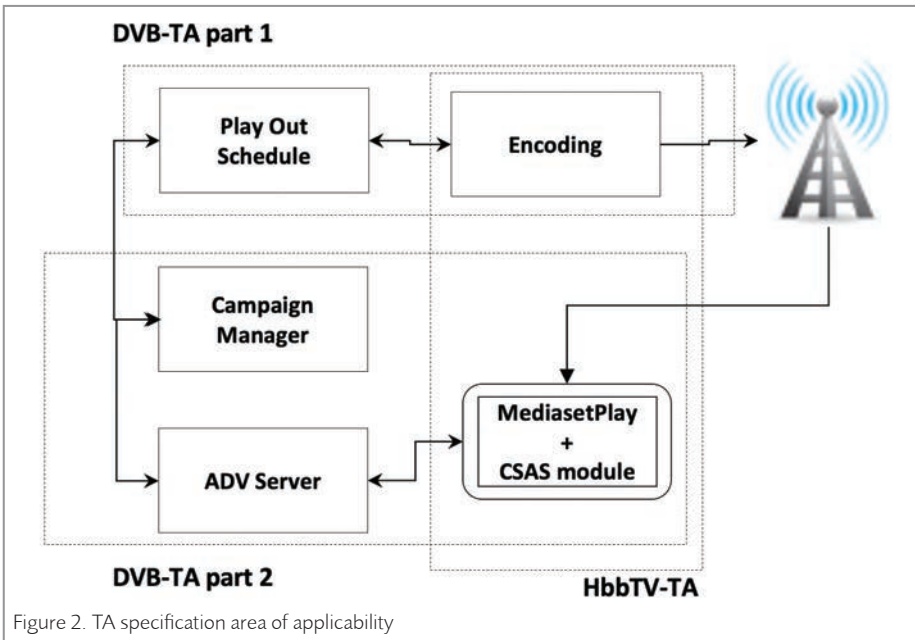 DVB-TA part 1
Play Out
Schedule
Encoding
Campaign
Manager
MediasetPlay
+
CSAS module
ADV Server
DVB-TA part 2
HbbTV-TA
Figure 2. TA specification area of applicability